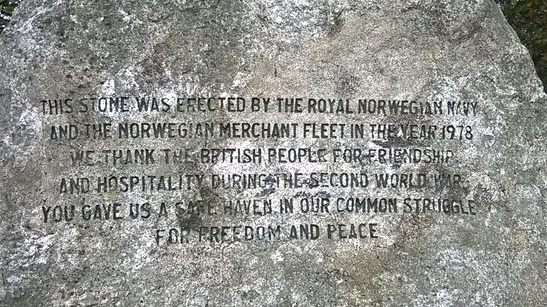 THIS STONE WAS ERECTED BY THE ROYAL NORWEGIAN NAVY
AND THE NORWEGIAN MERCHANT FLEET IN THE YEAR 1978
WE THANK THE BRITISH PEOPLE FOR FRIENDSHIP
AND HOSPITALITY DURING THE SECOND WORLD WAR
YOU GAVE US A SAFE HAVEN IN OUR COMMON STRUGGLE
FOR FREEDOM AND PEACE